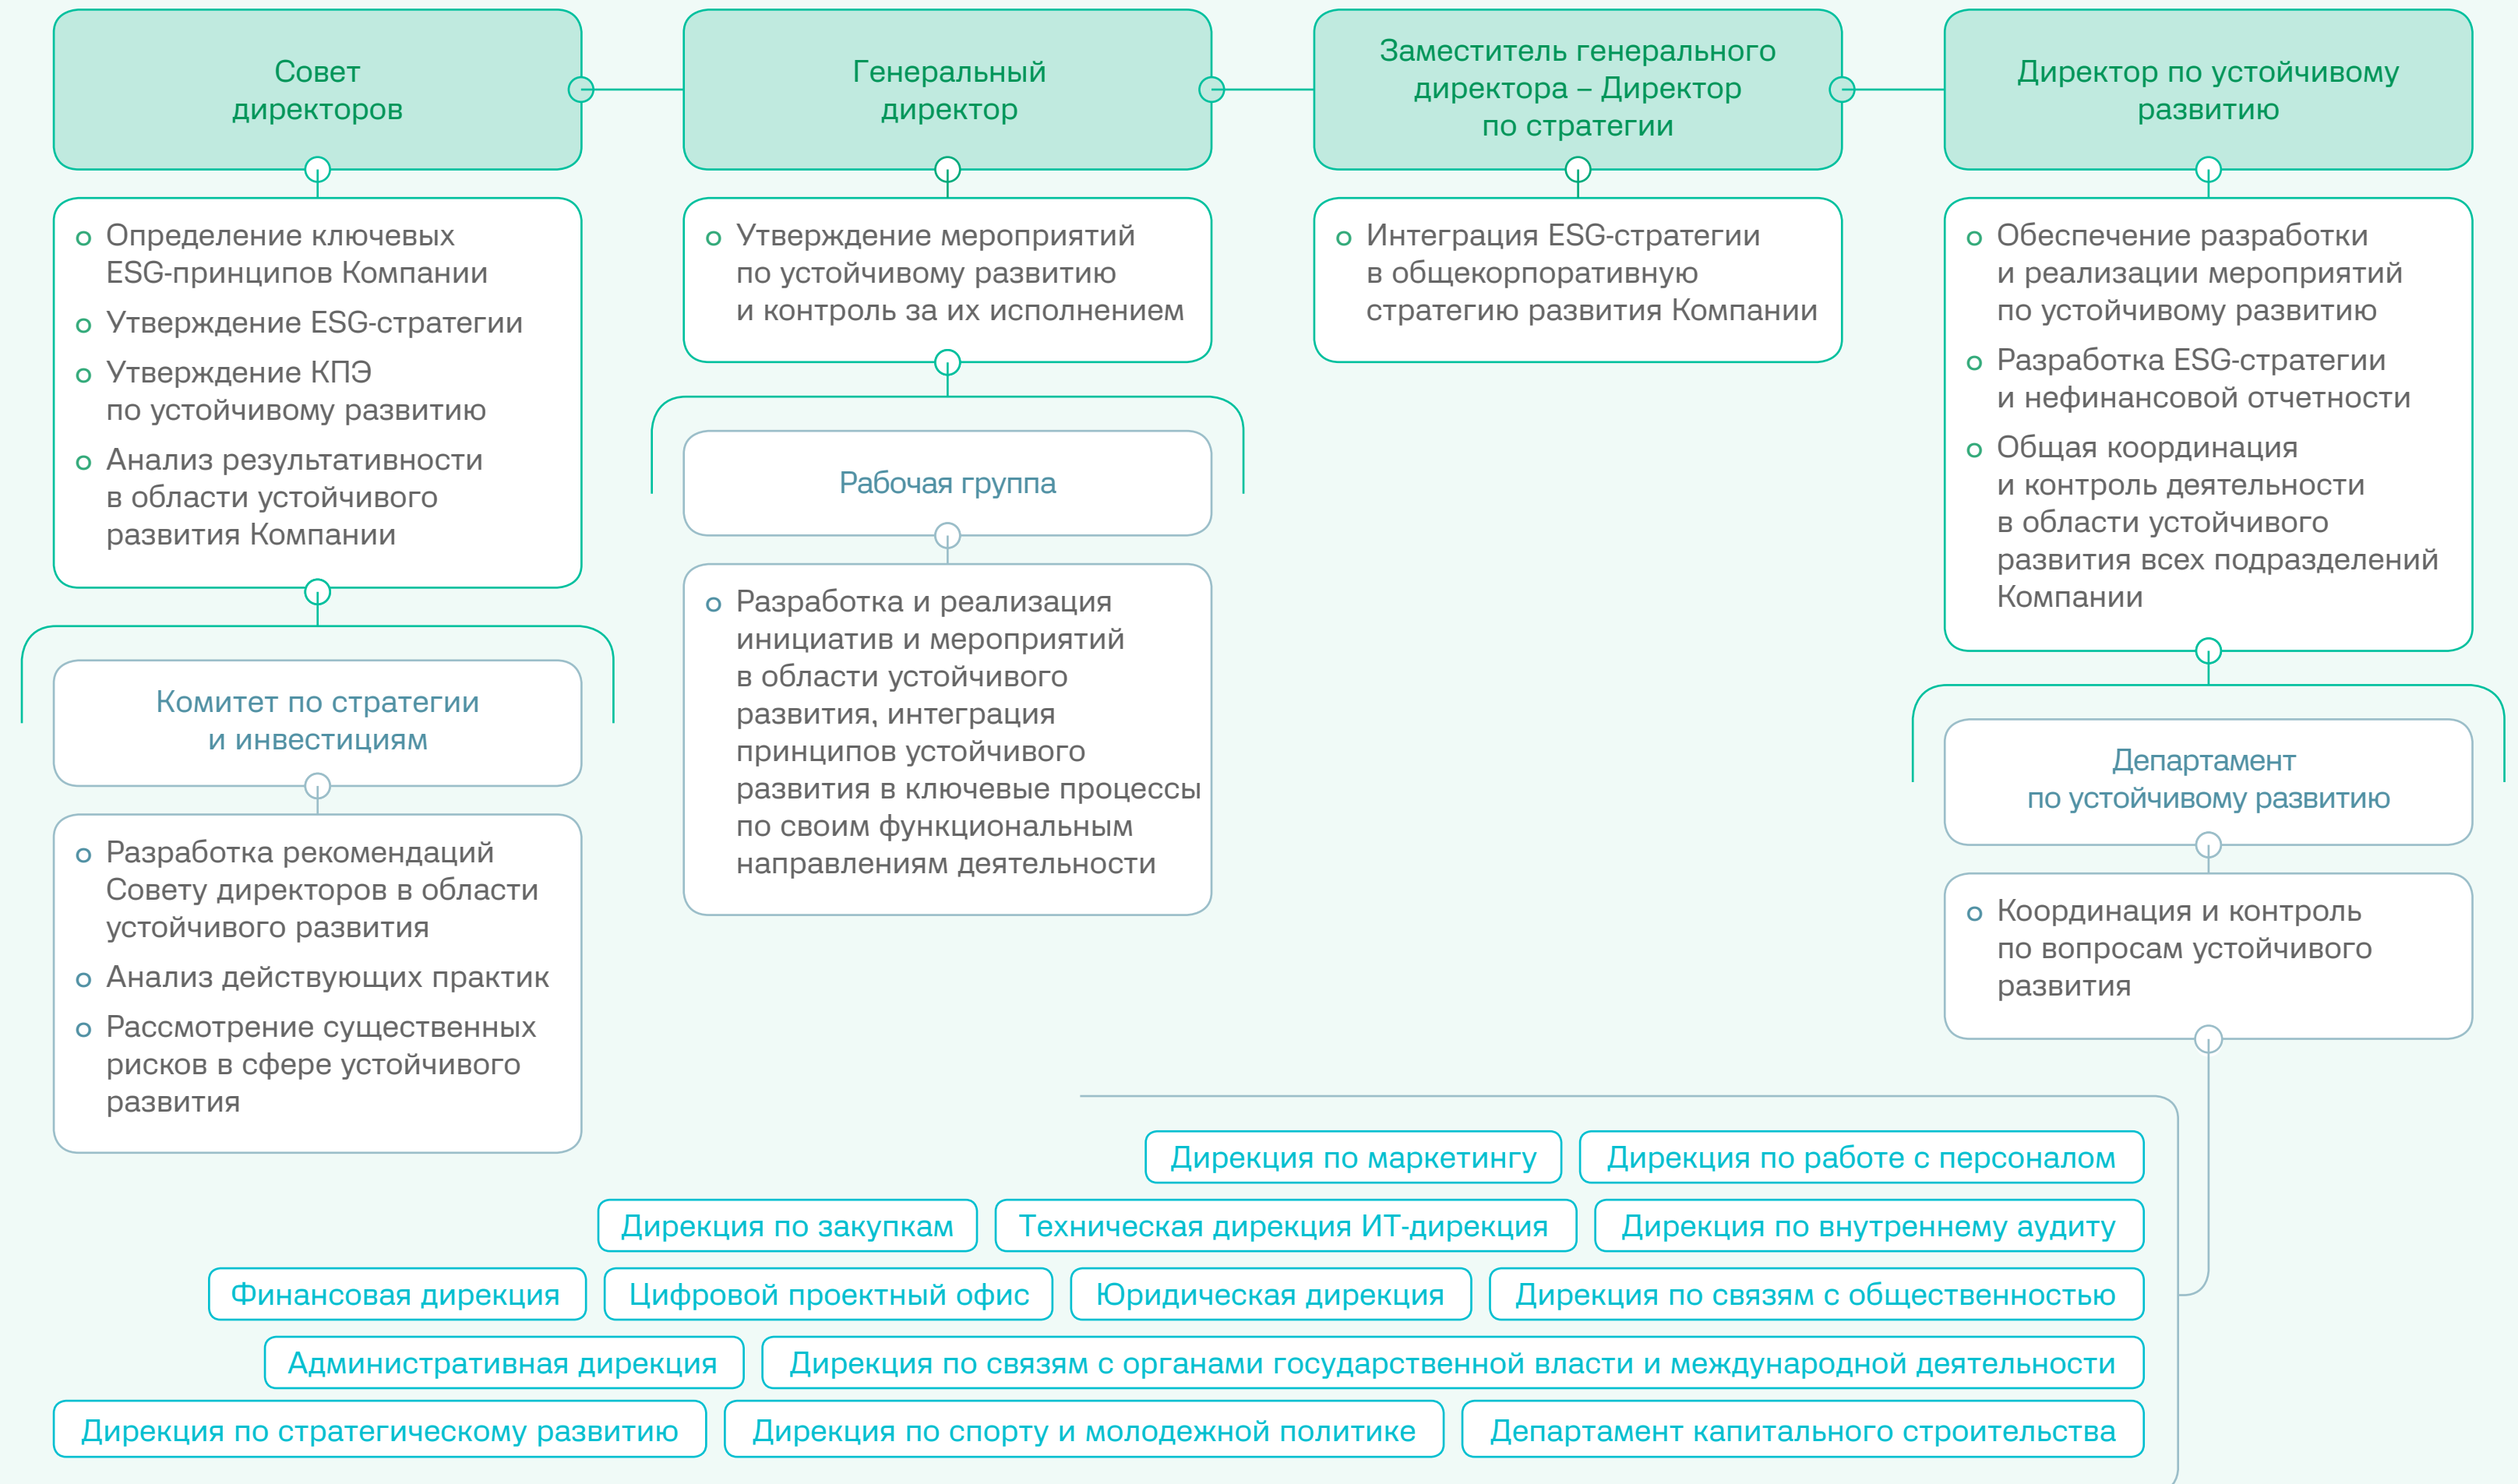 Совет
директоров
Определение ключевых
ESG-принципов Компании
Утверждение ESG-стратегии
Утверждение КПЭ
по устойчивому развитию
Анализ результативности
в области устойчивого
развития Компании
Комитет по стратегии
и инвестициям
Разработка рекомендаций
Совету директоров в области
устойчивого развития
Анализ действующих практик
Рассмотрение существенных
рисков в сфере устойчивого
развития
Генеральный
директор
Утверждение мероприятий
по устойчивому развитию
и контроль за их исполнением
Рабочая группа
Разработка и реализация
инициатив и мероприятий
в области устойчивого
развития, интеграция
принципов устойчивого
развития в ключевые процессы
по своим функциональным
направлениям деятельности
Заместитель генерального
директора – Директор
по стратегии
Интеграция ESG-стратегии
в общекорпоративную
стратегию развития Компании
Директор по устойчивому
развитию
Обеспечение разработки
и реализации мероприятий
по устойчивому развитию
Разработка ESG-стратегии
и нефинансовой отчетности
Общая координация
и контроль деятельности
в области устойчивого
развития всех подразделений
Компании
Департамент
по устойчивому развитию
Координация и контроль
по вопросам устойчивого
развития
Дирекция по маркетингу
Дирекция по работе с персоналом
Дирекция по закупкам
Техническая дирекция ИТ-дирекция
Дирекция по внутреннему аудиту
Финансовая дирекция
Цифровой проектный офис
Юридическая дирекция
Дирекция по связям с общественностью
Административная дирекция
Дирекция по связям с органами государственной власти и международной деятельности
Дирекция по стратегическому развитию
Дирекция по спорту и молодежной политике
Департамент капитального строительства